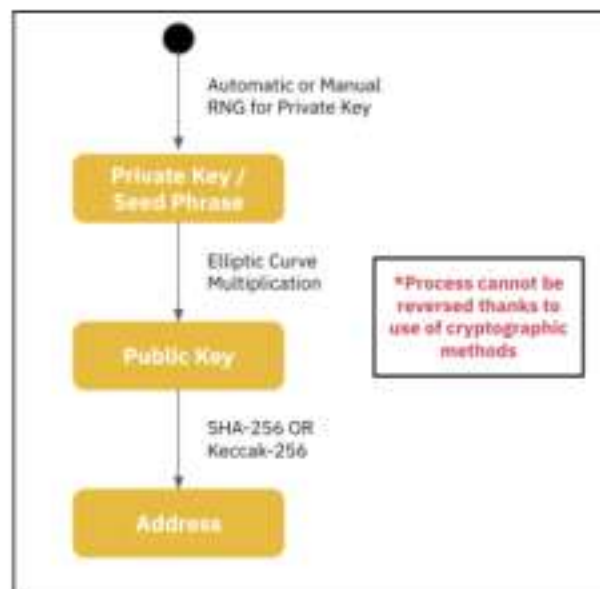 Automatic or Manual
RNG for Private Key
Private Key /
Seed Phrase
Elliptic Curve
Multiplication
*Process cannot be
reversed thanks to
use of cryptographic
methods
Public Key
SHA-256 OR
Keccak-256
Address